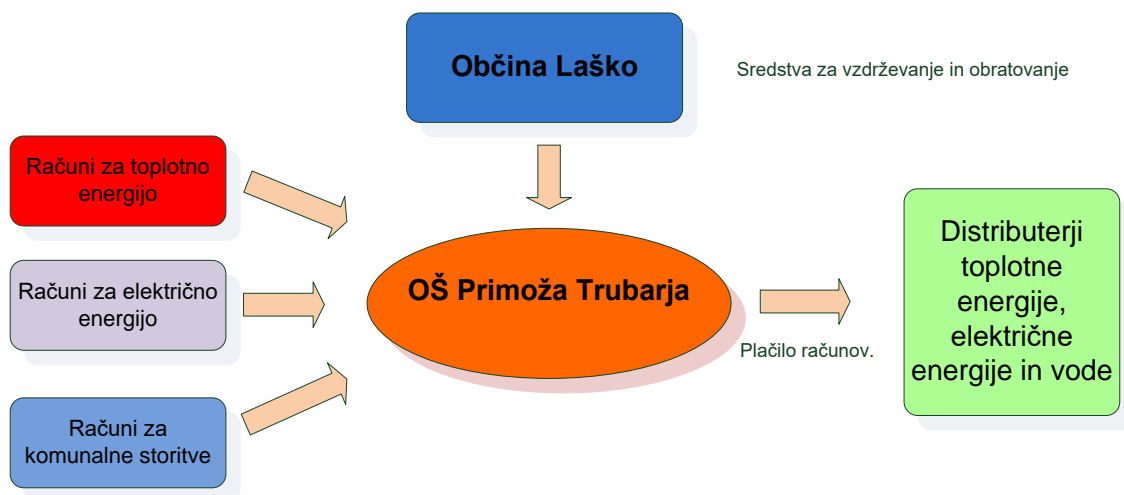 Občina Laško
Sredstva za vzdrževanje in obratovanje
Računi za toplotno
energijo
Računi za električno
energijo
Računi za
komunalne storitve
OŠ Primoža Trubarja
Plačilo računov.
Distributerji
toplotne
energije,
električne
energije in vode